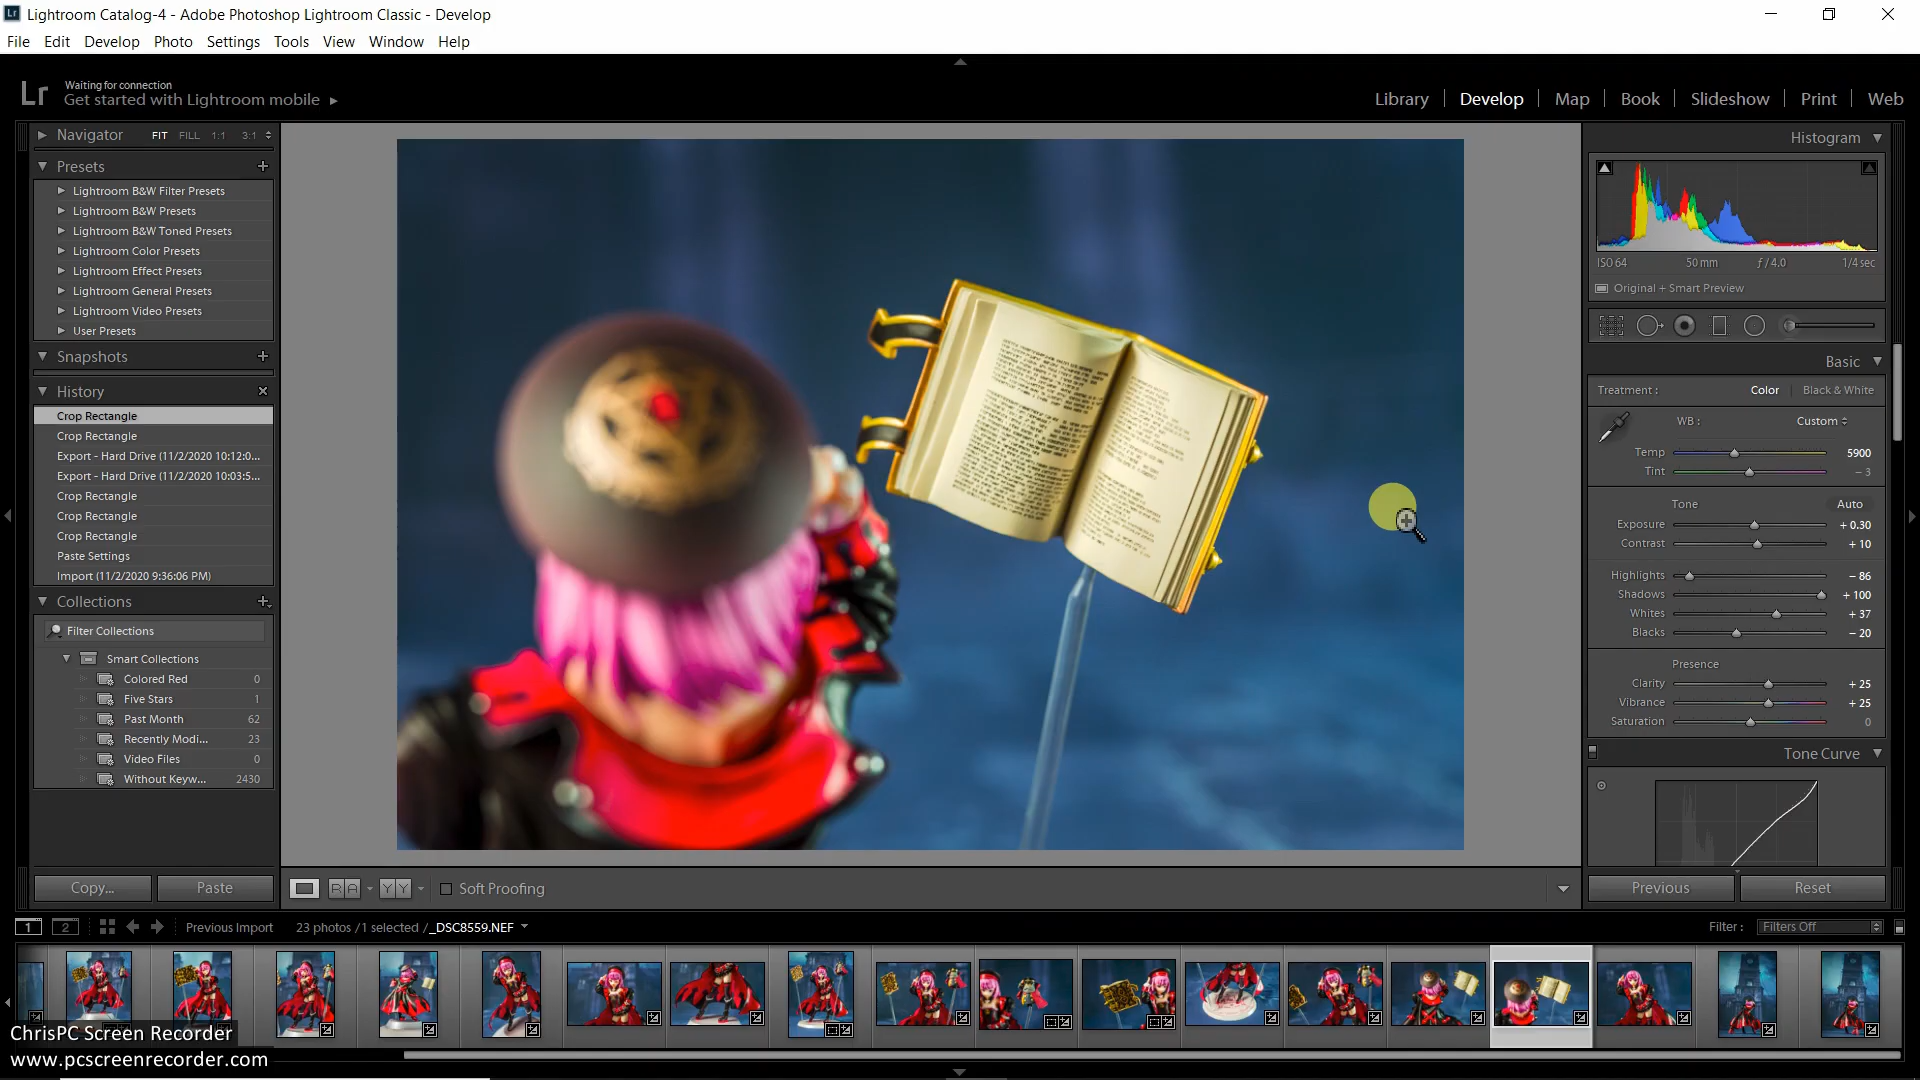 Lightroom Catalog-4 - Adobe Photoshop Lightroom Classic - Develop
File Edit Develop Photo Settings Tools View Window Help
Lr
Waiting for connection
Get started with Lightroom mobile
Library Develop Map Book Slideshow Print Web
Navigator FIT FILL 1:1 3:1
Presets
Lightroom B&W Filter Presets
Lightroom B&W Presets
Lightroom B&W Toned Presets
Lightroom Color Presets
Lightroom Effect Presets
Lightroom General Presets
Lightroom Video Presets
User Presets
Snapshots
History
Crop Rectangle
Crop Rectangle
Export - Hard Drive (11/2/2020 10:12:0...
Export - Hard Drive (11/2/2020 10:03:5...
Crop Rectangle
Crop Rectangle
Crop Rectangle
Paste Settings
Import (11/2/2020 9:36:06 PM)
Collections
Filter Collections
Smart Collections
Colored Red 0
Five Stars 1
Past Month 62
Recently Modi... 23
Video Files 0
Without Keyw... 2430
Copy... Paste
Histogram
ISO 64 50 mm ƒ / 4.0 1/4 sec
Original + Smart Preview
Basic
Treatment : Color Black & White
WB : Custom
Temp 5900
Tint – 3
Tone Auto
Exposure + 0.30
Contrast + 10
Highlights – 86
Shadows + 100
Whites + 37
Blacks – 20
Presence
Clarity + 25
Vibrance + 25
Saturation 0
Tone Curve
Previous Reset
R A Y Y Soft Proofing
1 2 Previous Import 23 photos / 1 selected / _DSC8559.NEF Filter : Filters Off
ChrisPC Screen Recorder
www.pcscreenrecorder.com